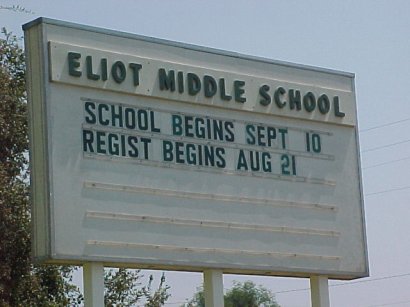 ELIOT MIDDLE SCHOOL
SCHOOL BEGINS SEPT 10
REGIST BEGINS AUG 21